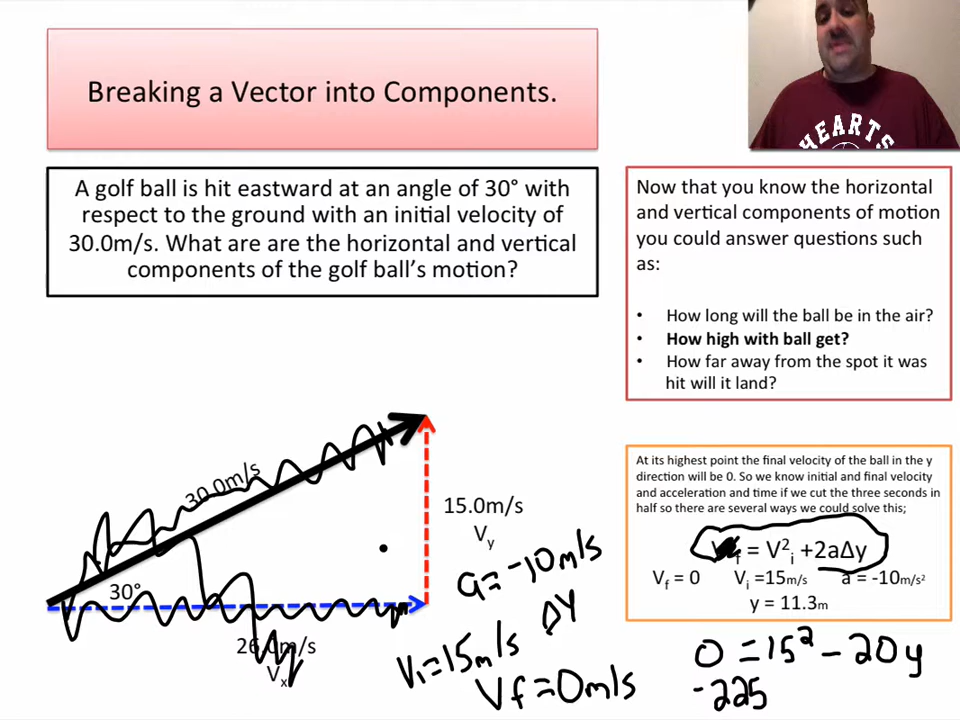 Breaking a Vector into Components.
HEARTS
A golf ball is hit eastward at an angle of 30° with
respect to the ground with an initial velocity of
30.0m/s. What are are the horizontal and vertical
components of the golf ball's motion?
Now that you know the horizontal
and vertical components of motion
you could answer questions such
as:
• How long will the ball be in the air?
• How high with ball get?
• How far away from the spot it was
hit will it land?
30.0m/s
15.0m/s
Vy
30°
26.0m/s
Vx
a=-10m/s
ΔY
Vi=15m/s
Vf=0m/s
At its highest point the final velocity of the ball in the y
direction will be 0. So we know initial and final velocity
and acceleration and time if we cut the three seconds in
half so there are several ways we could solve this;
f = V²i +2aΔy
Vf = 0 Vi =15m/s a = -10m/s²
y = 11.3m
0 =15² - 20y
-225